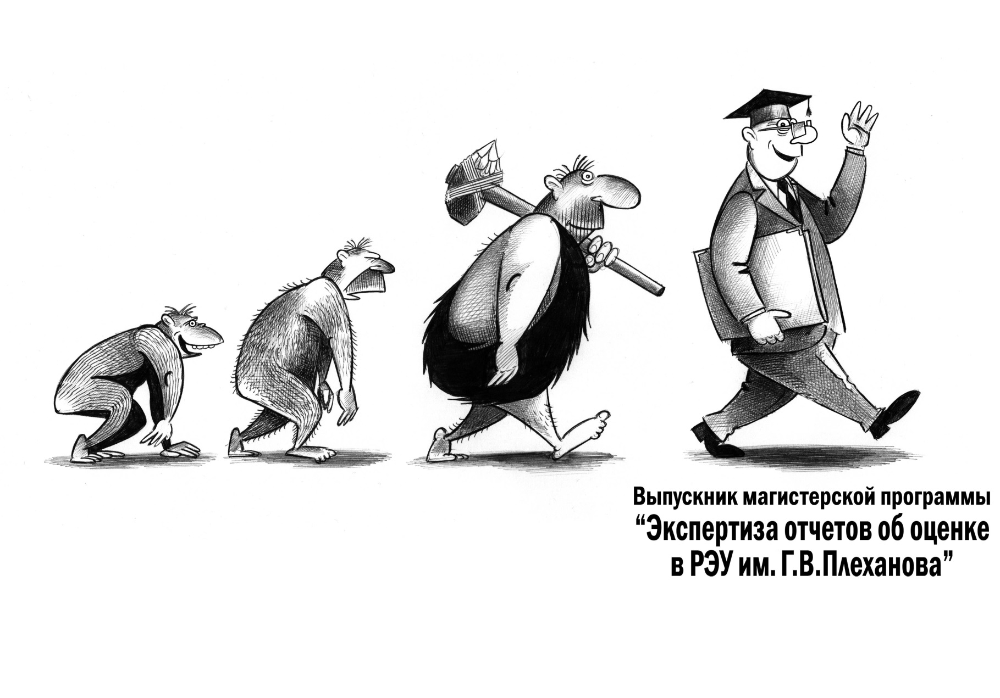 Выпускник магистерской программы
“Экспертиза отчетов об оценке
в РЭУ им. Г.В.Плеханова”